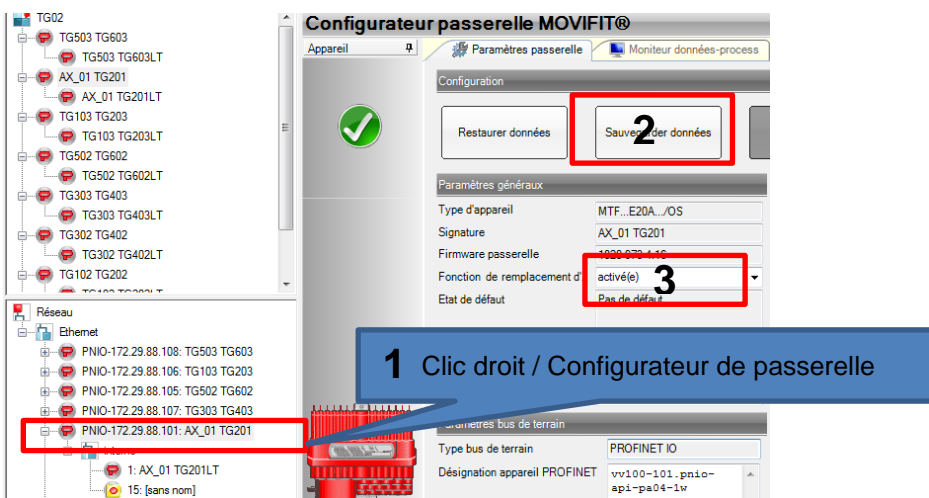 TG02
TG503 TG603
TG503 TG603LT
AX_01 TG201
AX_01 TG201LT
TG103 TG203
TG103 TG203LT
TG502 TG602
TG502 TG602LT
TG303 TG403
TG303 TG403LT
TG302 TG402
TG302 TG402LT
TG102 TG202
Réseau
Ethernet
PNIO-172.29.88.108: TG503 TG603
PNIO-172.29.88.106: TG103 TG203
PNIO-172.29.88.105: TG502 TG602
PNIO-172.29.88.107: TG303 TG403
PNIO-172.29.88.101: AX_01 TG201
1: AX_01 TG201LT
15: [sans nom]
Configurateur passerelle MOVIFIT®
Appareil
Paramètres passerelle
Moniteur données-process
Configuration
Restaurer données
Sauvegarder données
2
Paramètres généraux
Type d'appareil
MTF...E20A.../OS
Signature
AX_01 TG201
Firmware passerelle
Fonction de remplacement d'
activé(e)
3
Etat de défaut
Pas de défaut
1 Clic droit / Configurateur de passerelle
Paramètres bus de terrain
Type bus de terrain
PROFINET IO
Désignation appareil PROFINET
vv100-101.pnio-
api-pa04-1w